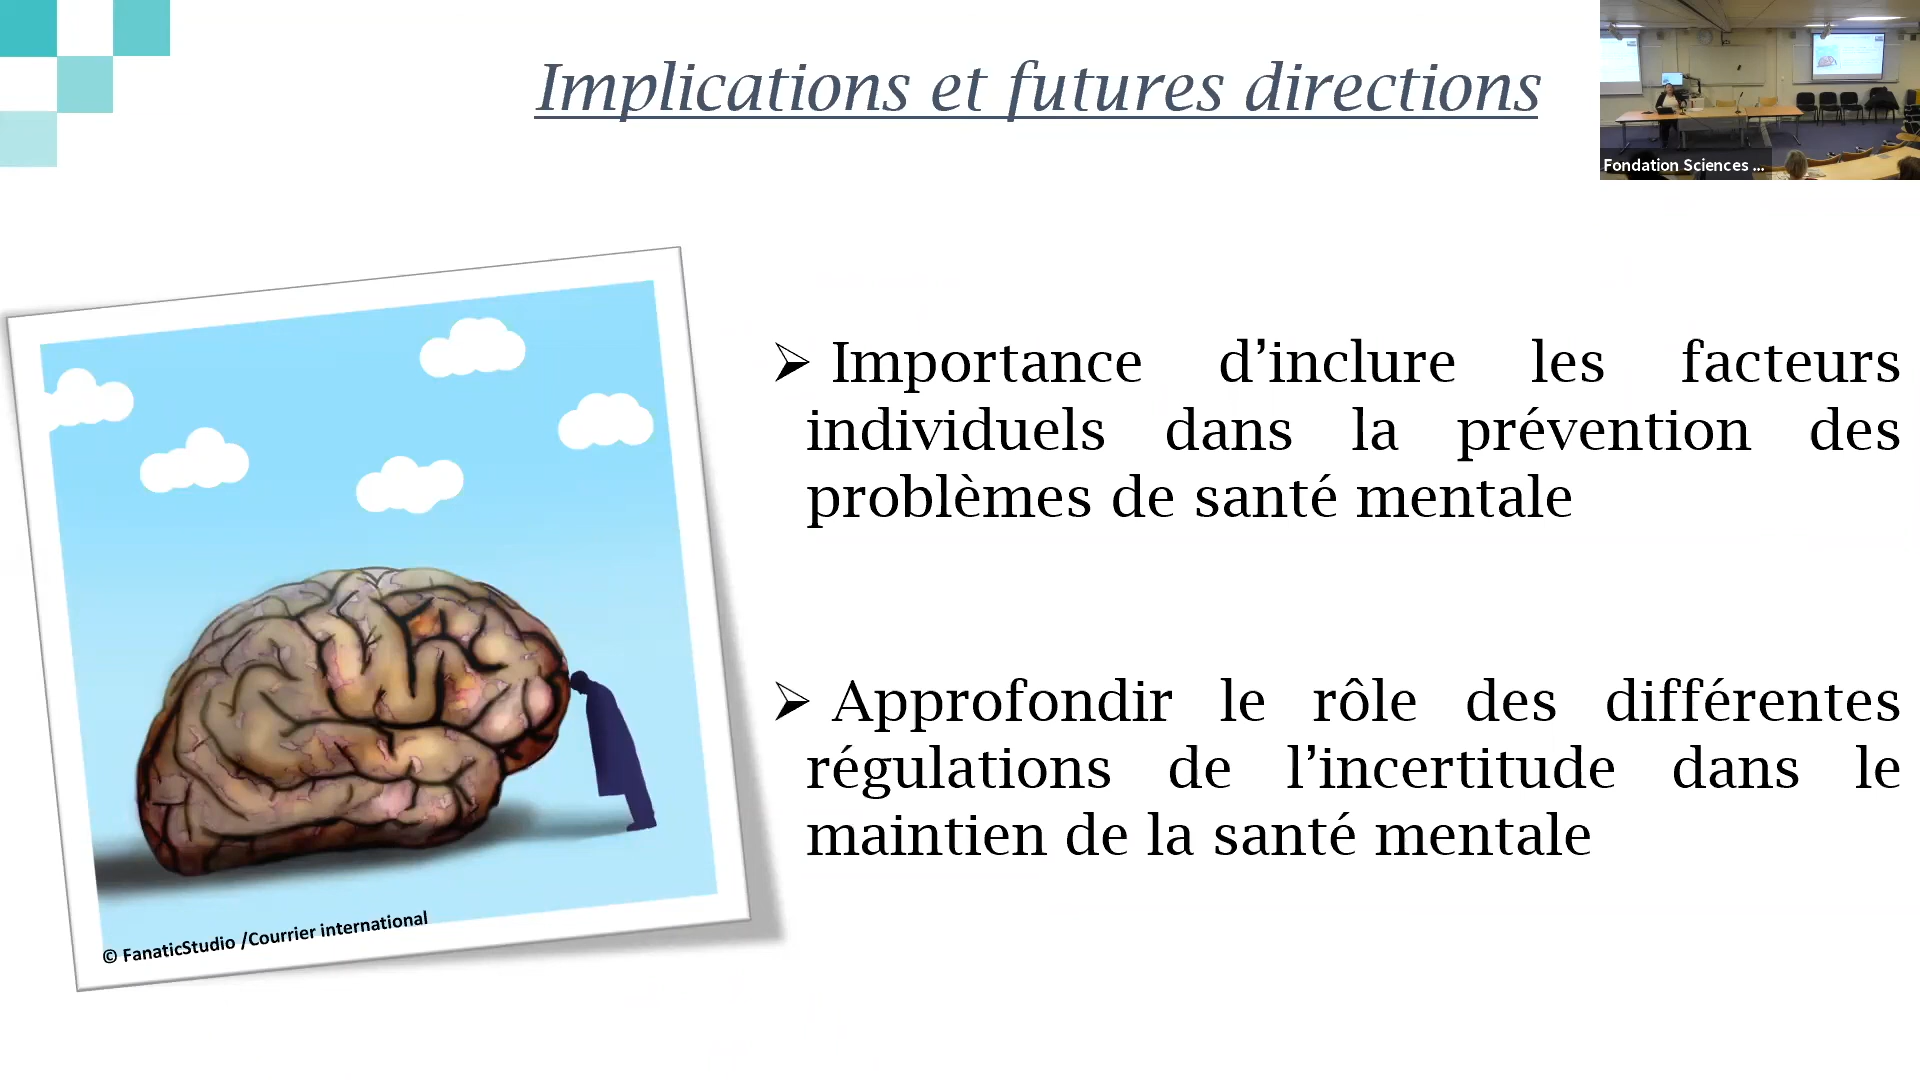 Implications et futures directions
Fondation Sciences ...
➢ Importance d’inclure les facteurs
individuels dans la prévention des
problèmes de santé mentale
➢ Approfondir le rôle des différentes
régulations de l’incertitude dans le
maintien de la santé mentale
© FanaticStudio /Courrier international